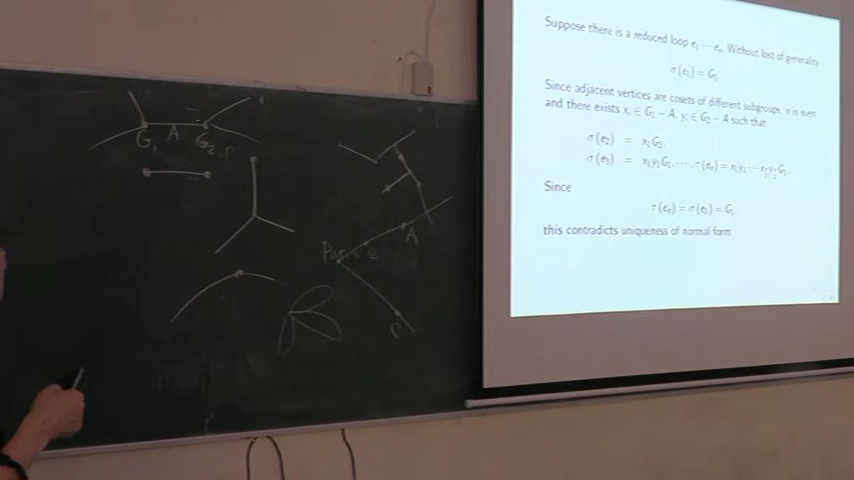 G₁ A G₂
Paris
A
Suppose there is a reduced loop e₁ ⋯ eₙ. Without lost of generality
σ(e₁) = G₁.
Since adjacent vertices are cosets of different subgroups, n is even
and there exists xᵢ ∈ G₁ − A, yᵢ ∈ G₂ − A such that
σ(e₂) = x₁G₂,
σ(e₃) = x₁y₁G₁, ⋯ , τ(eₙ) = x₁y₁ ⋯
Since
τ(eₙ) = σ(e₁) = G₁,
this contradicts uniqueness of normal form.